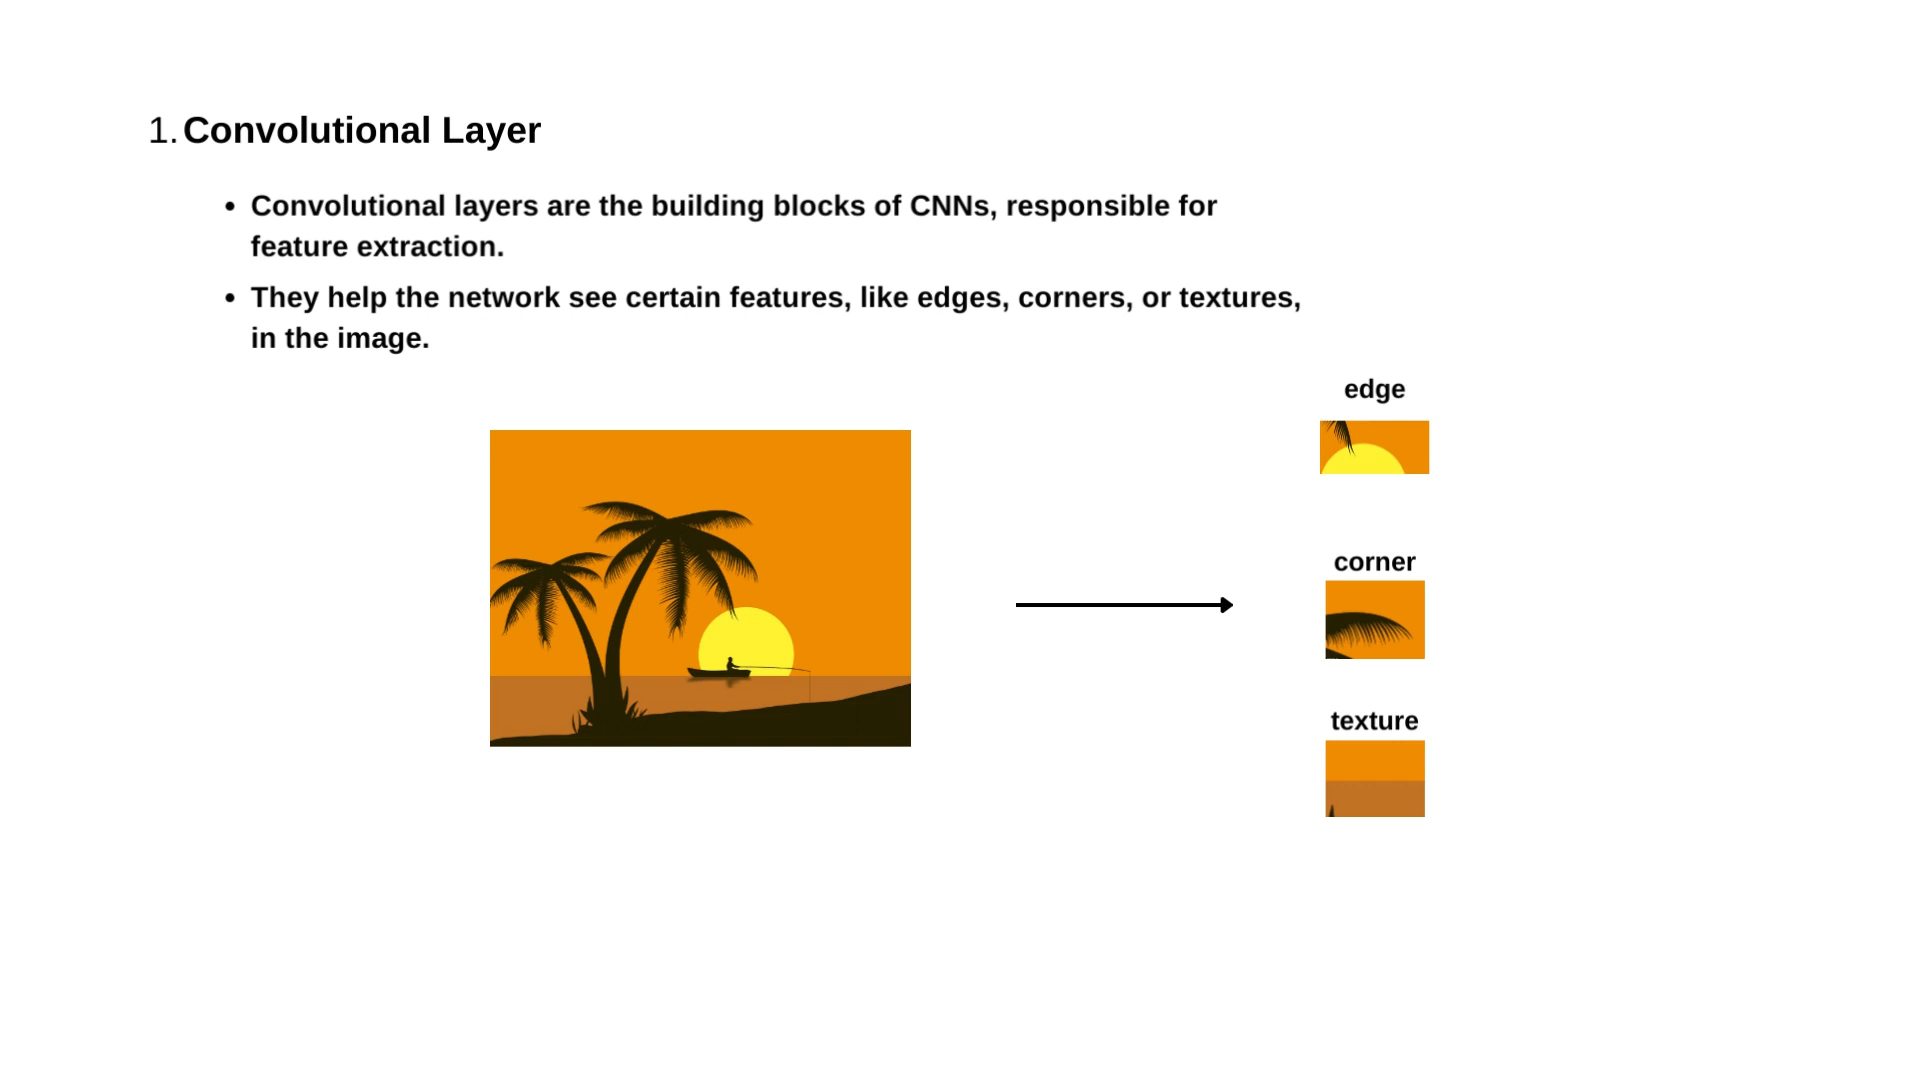 1. Convolutional Layer
• Convolutional layers are the building blocks of CNNs, responsible for
feature extraction.
• They help the network see certain features, like edges, corners, or textures,
in the image.
edge
corner
texture